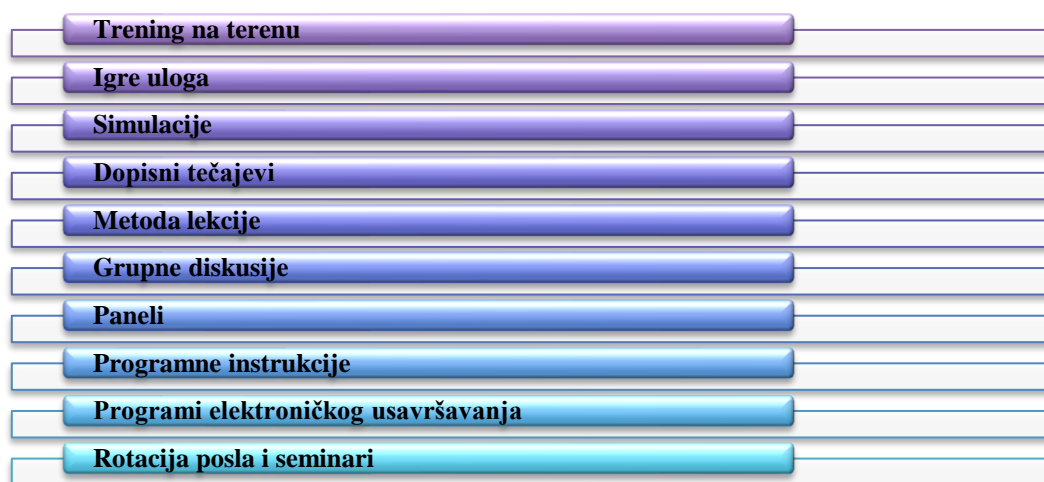 Trening na terenu
Igre uloga
Simulacije
Dopisni tečajevi
Metoda lekcije
Grupne diskusije
Paneli
Programne instrukcije
Programi elektroničkog usavršavanja
Rotacija posla i seminari